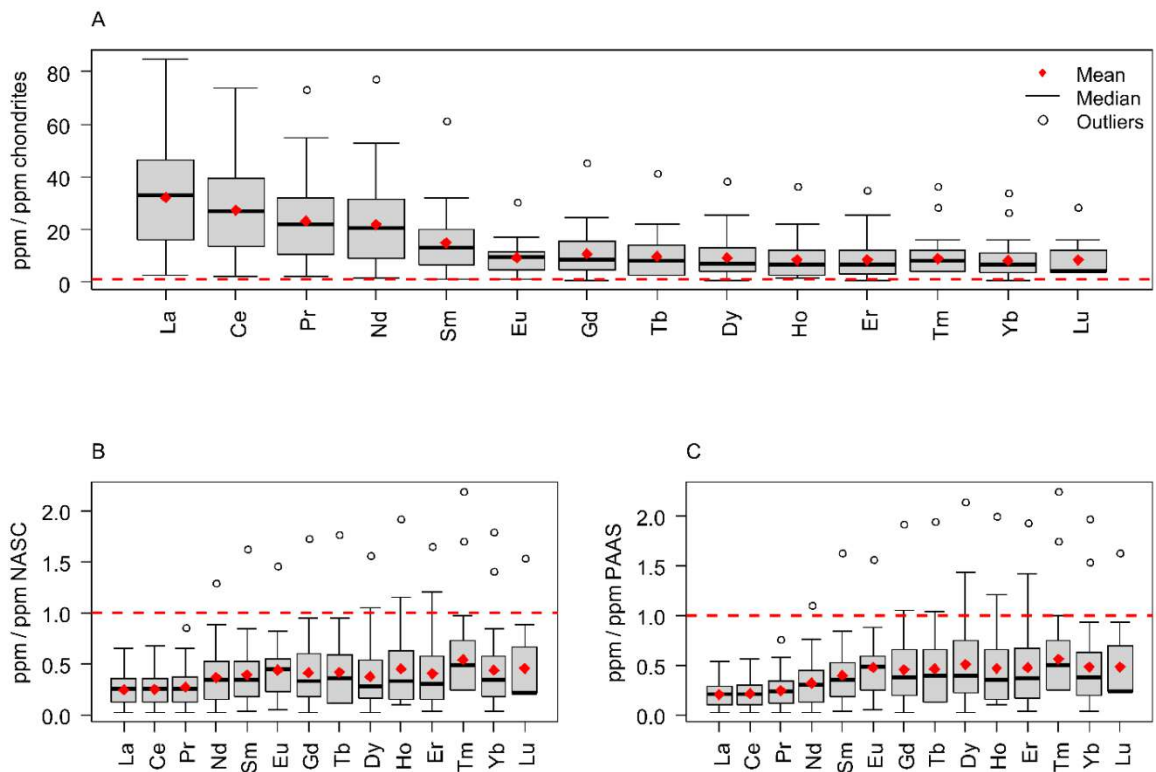 A
ppm / ppm chondrites
80
60
40
20
0
Mean
Median
Outliers
La Ce Pr Nd Sm Eu Gd Tb Dy Ho Er Tm Yb Lu
B
ppm / ppm NASC
2.0
1.5
1.0
0.5
0.0
La Ce Pr Nd Sm Eu Gd Tb Dy Ho Er Tm Yb Lu
C
ppm / ppm PAAS
2.0
1.5
1.0
0.5
0.0
La Ce Pr Nd Sm Eu Gd Tb Dy Ho Er Tm Yb Lu